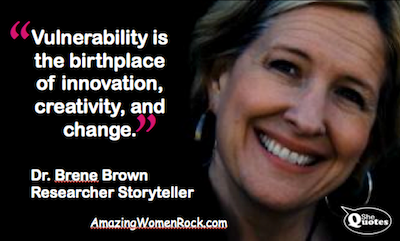 “Vulnerability is
the birthplace
of innovation,
creativity, and
change.”
Dr. Brene Brown
Researcher Storyteller
AmazingWomenRock.com
She
Quotes